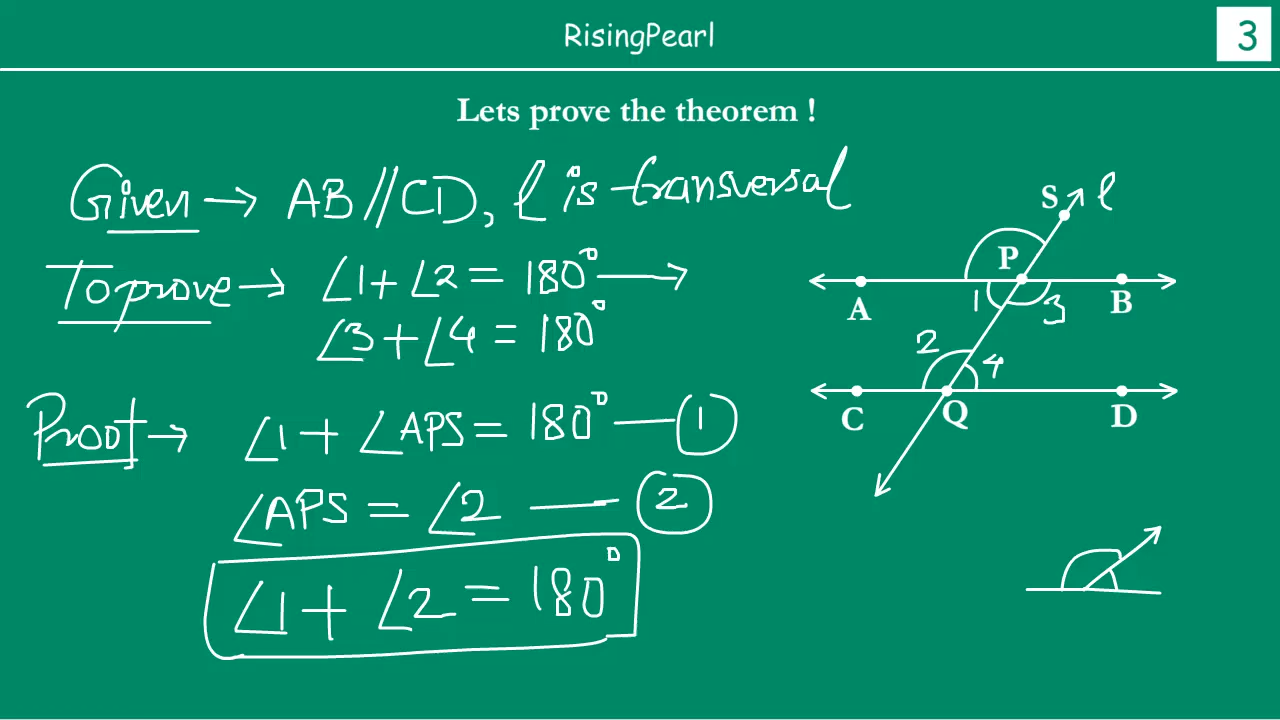 RisingPearl
3
Lets prove the theorem !
Given → AB // CD, l is transversal
To prove → ∠1 + ∠2 = 180° →
∠3 + ∠4 = 180°
Proof → ∠1 + ∠APS = 180° — ①
∠APS = ∠2 — ②
∠1 + ∠2 = 180°
S l
P
A 1 3 B
2 4
C Q D